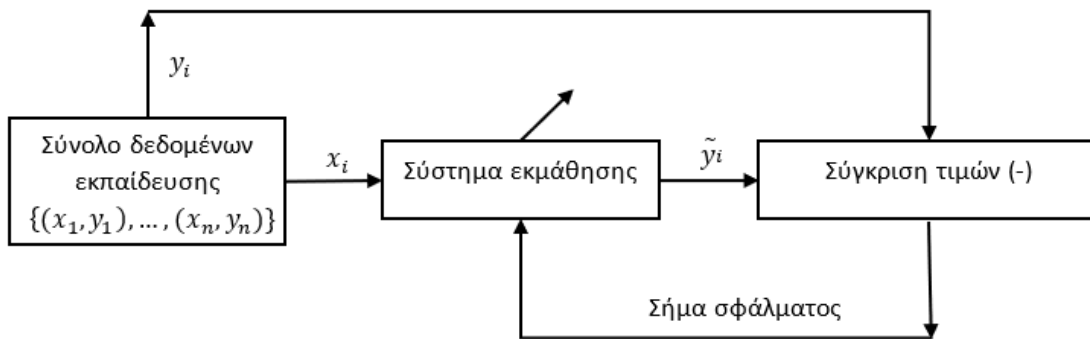 y_i
Σύνολο δεδομένων
εκπαίδευσης
{(x_1, y_1), ..., (x_n, y_n)}
x_i
Σύστημα εκμάθησης
ỹ_i
Σύγκριση τιμών (-)
Σήμα σφάλματος